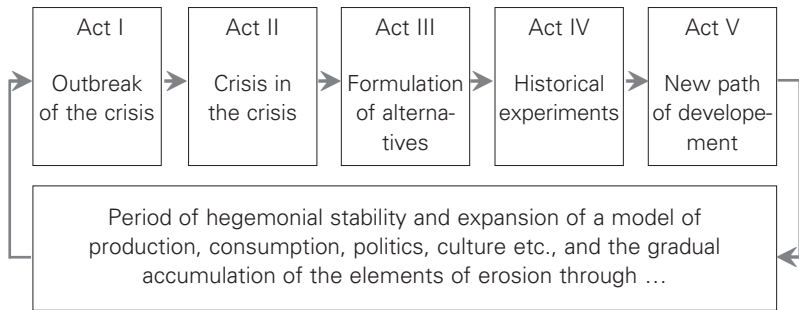 Act I
Outbreak
of the crisis
Act II
Crisis in
the crisis
Act III
Formulation
of alterna-
tives
Act IV
Historical
experiments
Act V
New path
of develope-
ment
Period of hegemonial stability and expansion of a model of
production, consumption, politics, culture etc., and the gradual
accumulation of the elements of erosion through …